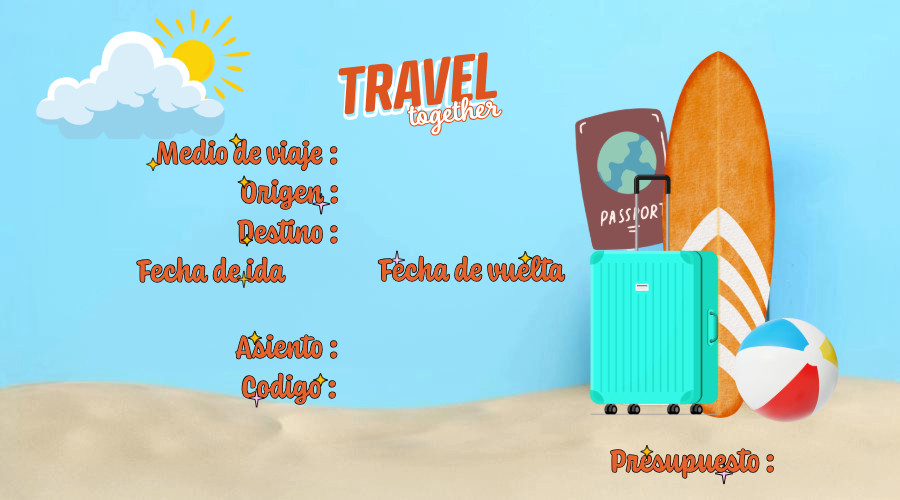 TRAVEL
together
Medio de viaje :
Origen :
Destino :
Fecha de ida
Fecha de vuelta
Asiento :
Codigo :
PASSPORT
Presupuesto :